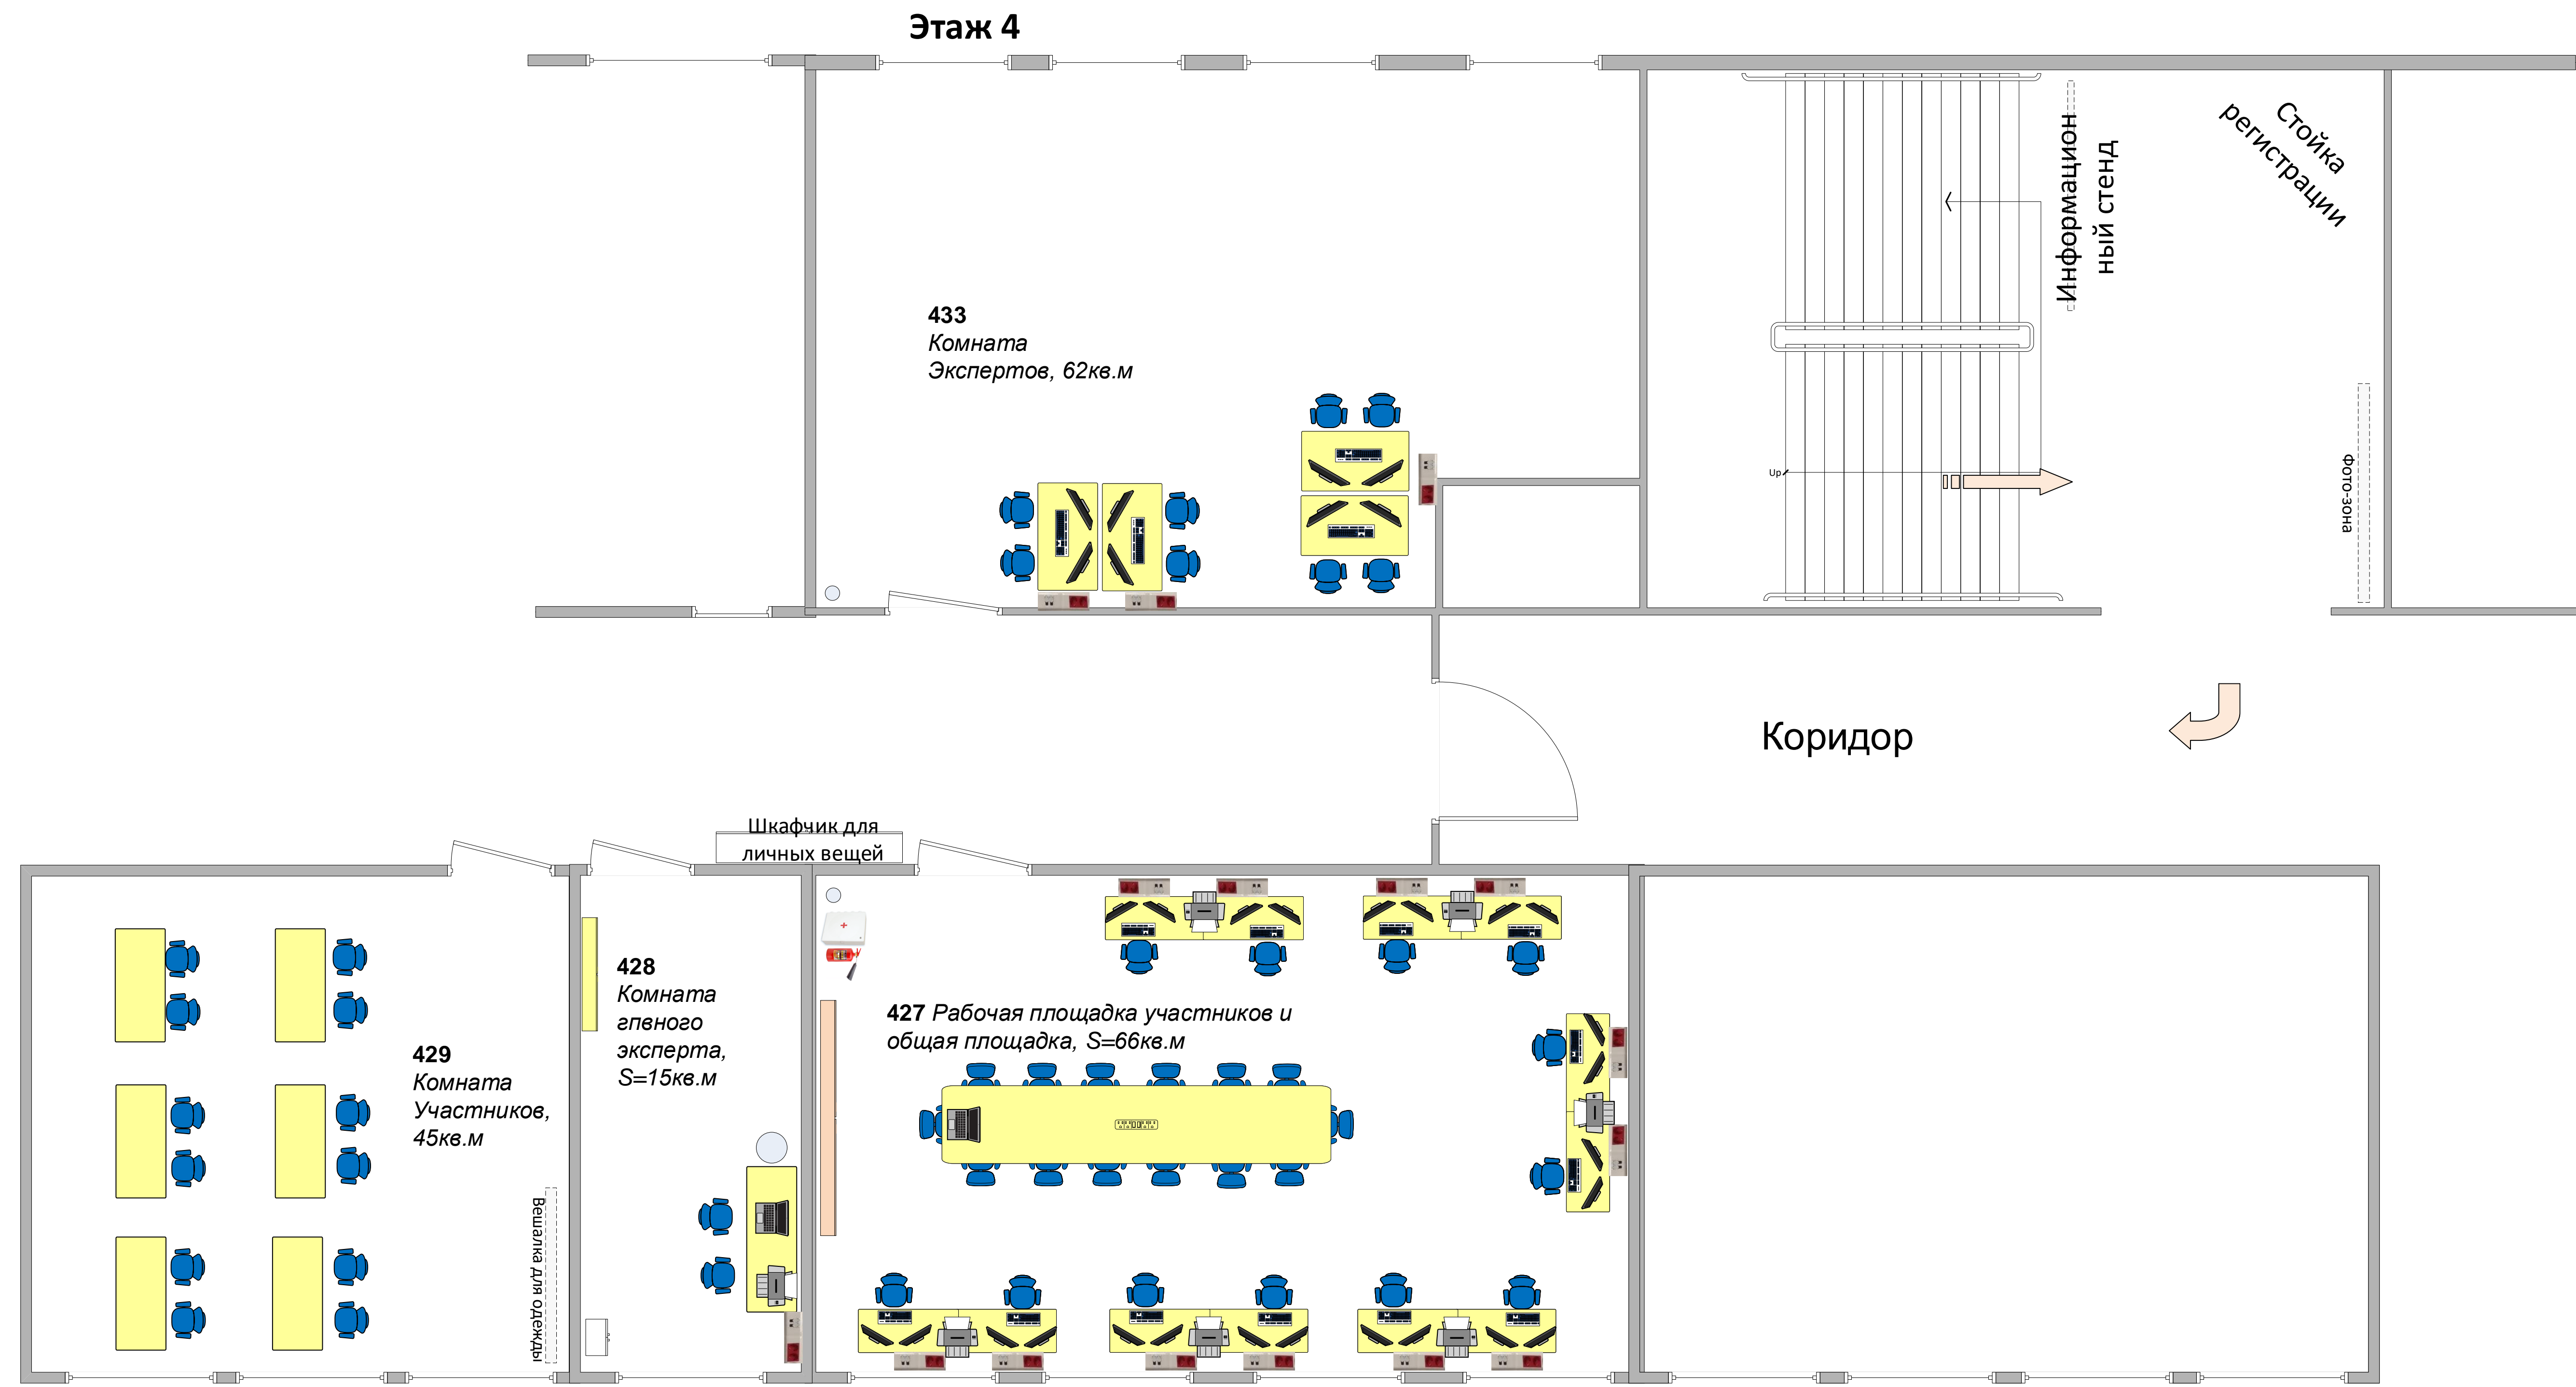 Этаж 4
Стойка
регистрации
Информацион
ный стенд
433
Комната
Экспертов, 62кв.м
Up
Фото-зона
Коридор
Шкафчик для
личных вещей
429
Комната
Участников,
45кв.м
Вешалка для одежды
428
Комната
гпвного
эксперта,
S=15кв.м
427 Рабочая площадка участников и
общая площадка, S=66кв.м